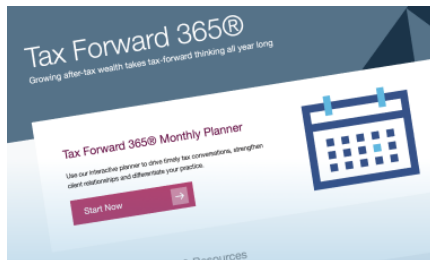 Tax Forward 365®
Growing after-tax wealth takes tax-forward thinking all year long
Tax Forward 365® Monthly Planner
Use our interactive planner to drive timely tax conversations, strengthen
client relationships and differentiate your practice.
Start Now
Resources